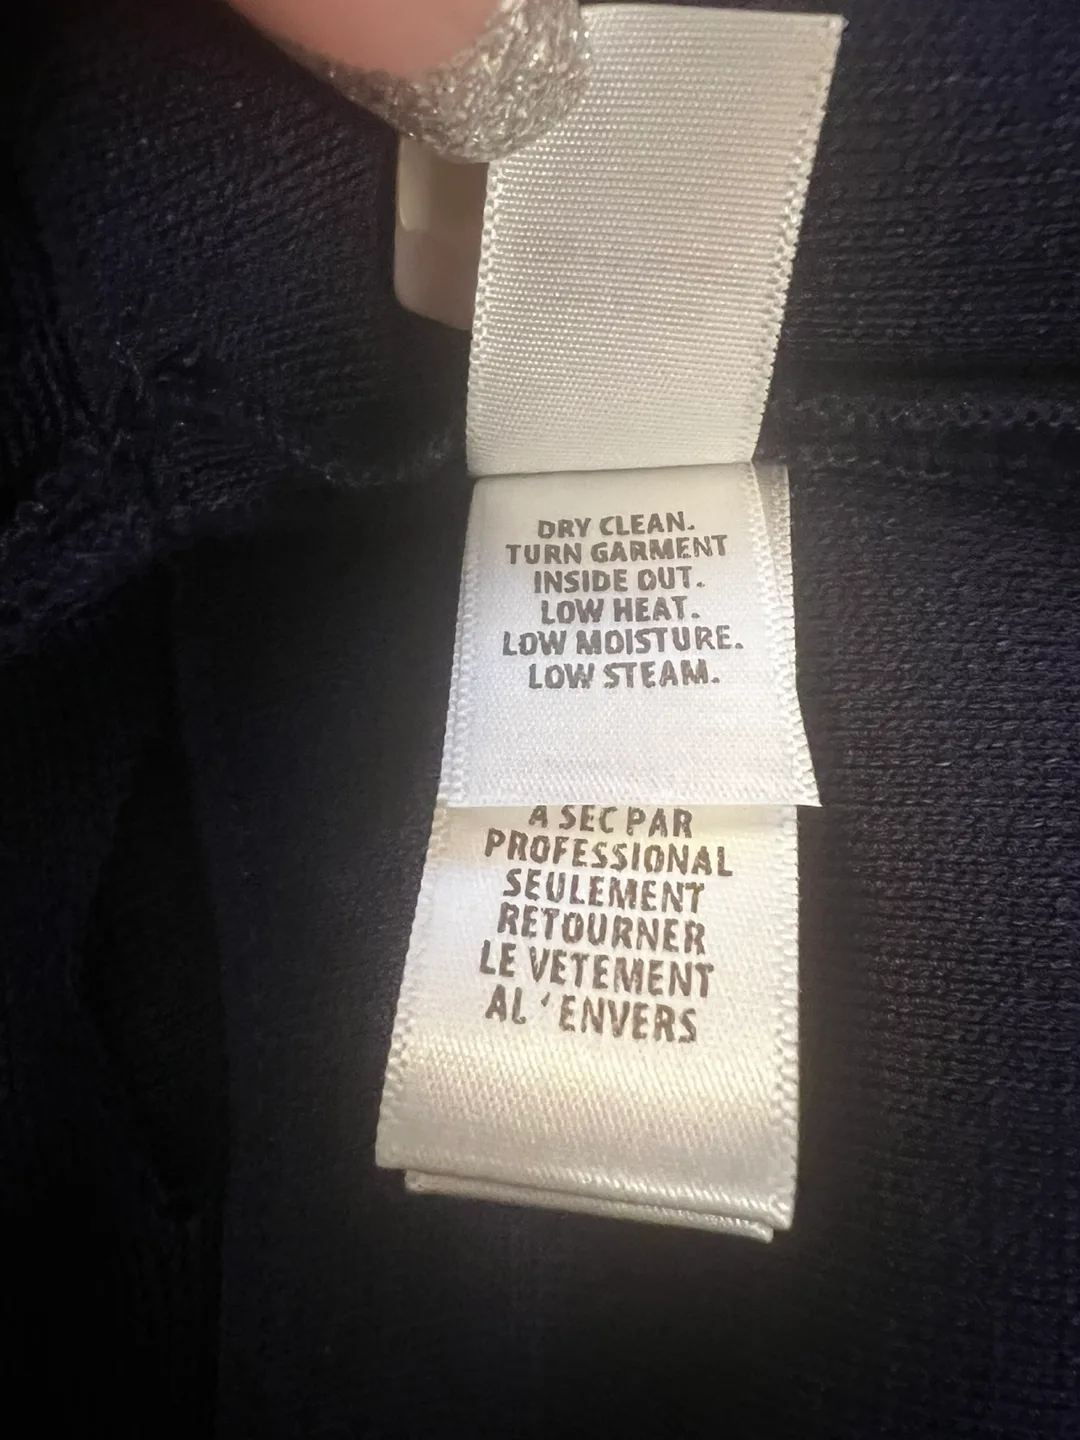 DRY CLEAN.
TURN GARMENT
INSIDE OUT.
LOW HEAT.
LOW MOISTURE.
LOW STEAM.
A SEC PAR
PROFESSIONAL
SEULEMENT
RETOURNER
LE VETEMENT
AL 'ENVERS